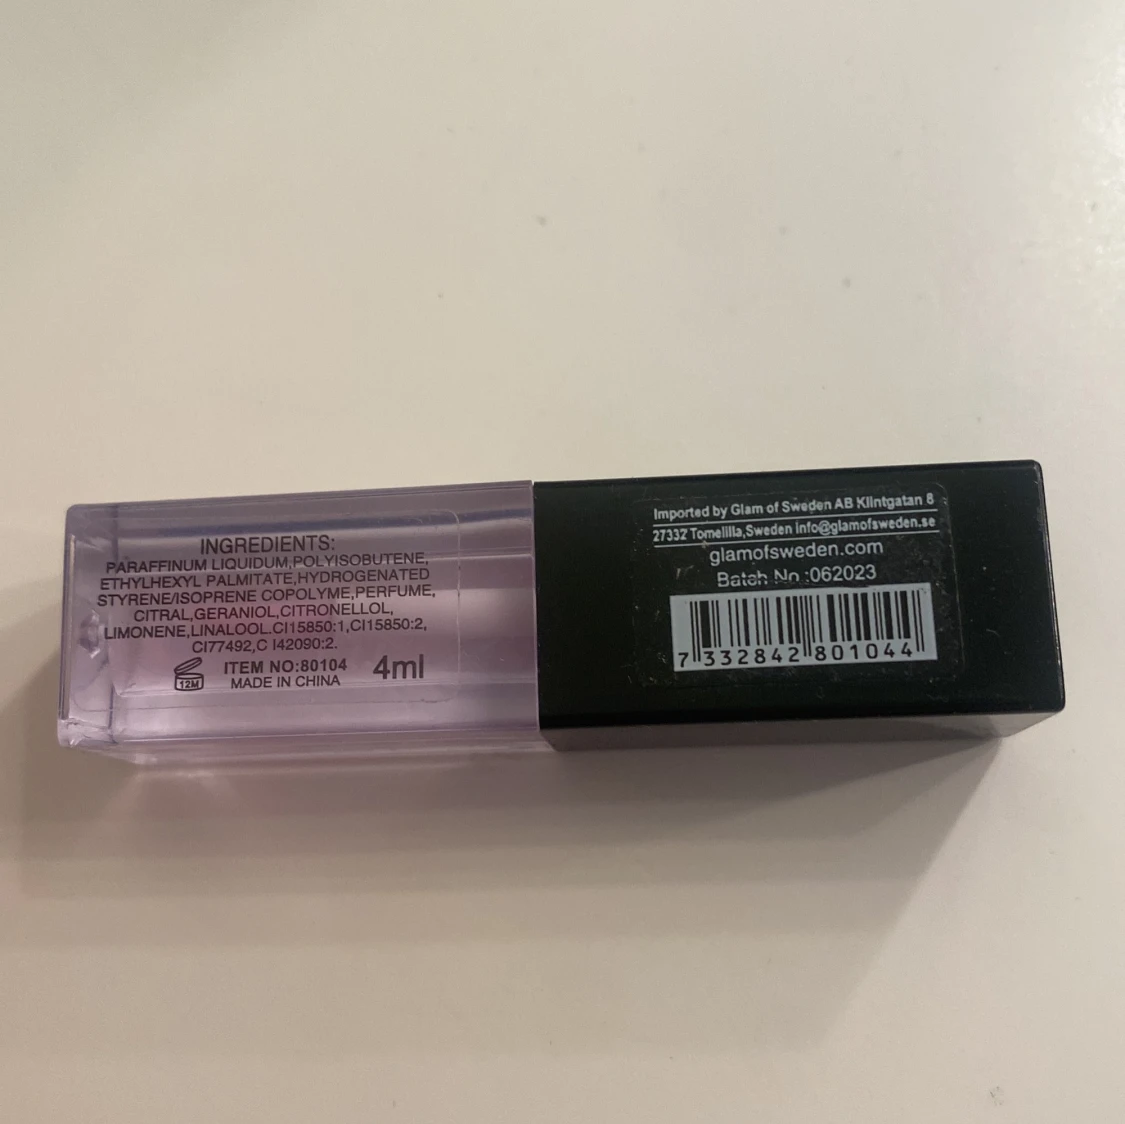 INGREDIENTS:
PARAFFINUM LIQUIDUM,POLYISOBUTENE,
ETHYLHEXYL PALMITATE,HYDROGENATED
STYRENE/ISOPRENE COPOLYME,PERFUME,
CITRAL,GERANIOL,CITRONELLOL,
LIMONENE,LINALOOL.CI15850:1,CI15850:2,
CI77492,C I42090:2.
12M
ITEM NO:80104
MADE IN CHINA
4ml
Imported by Glam of Sweden AB Klintgatan 8
27332 Tomelilla,Sweden info@glamofsweden.se
glamofsweden.com
Batch No.:062023
7 332842 801044